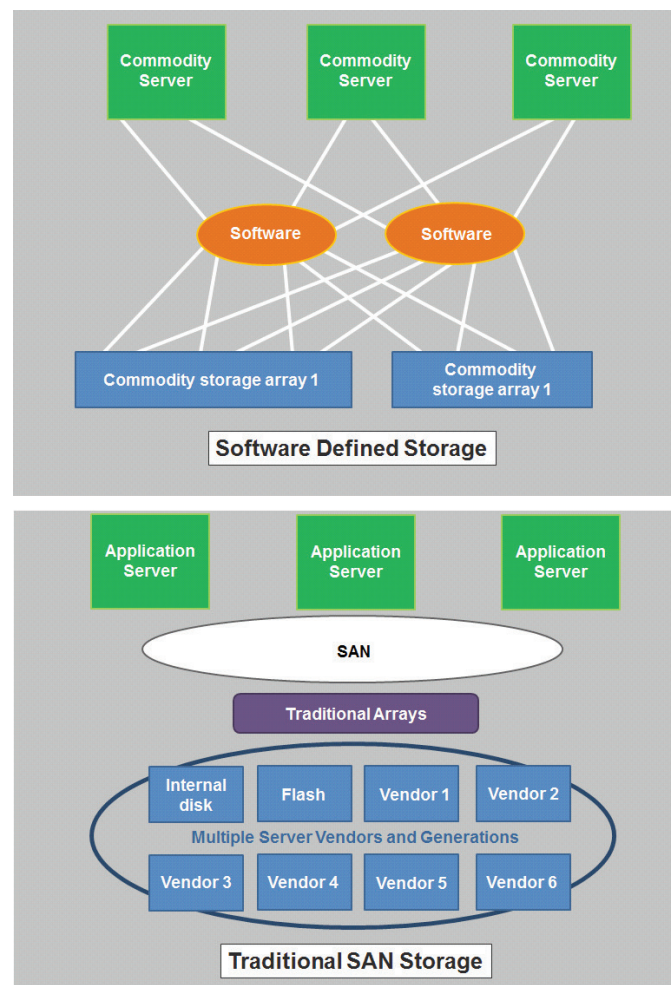 Commodity
Server
Commodity
Server
Commodity
Server
Software
Software
Commodity storage array 1
Commodity
storage array 1
Software Defined Storage
Application
Server
Application
Server
Application
Server
SAN
Traditional Arrays
Internal
disk
Flash
Vendor 1
Vendor 2
Multiple Server Vendors and Generations
Vendor 3
Vendor 4
Vendor 5
Vendor 6
Traditional SAN Storage